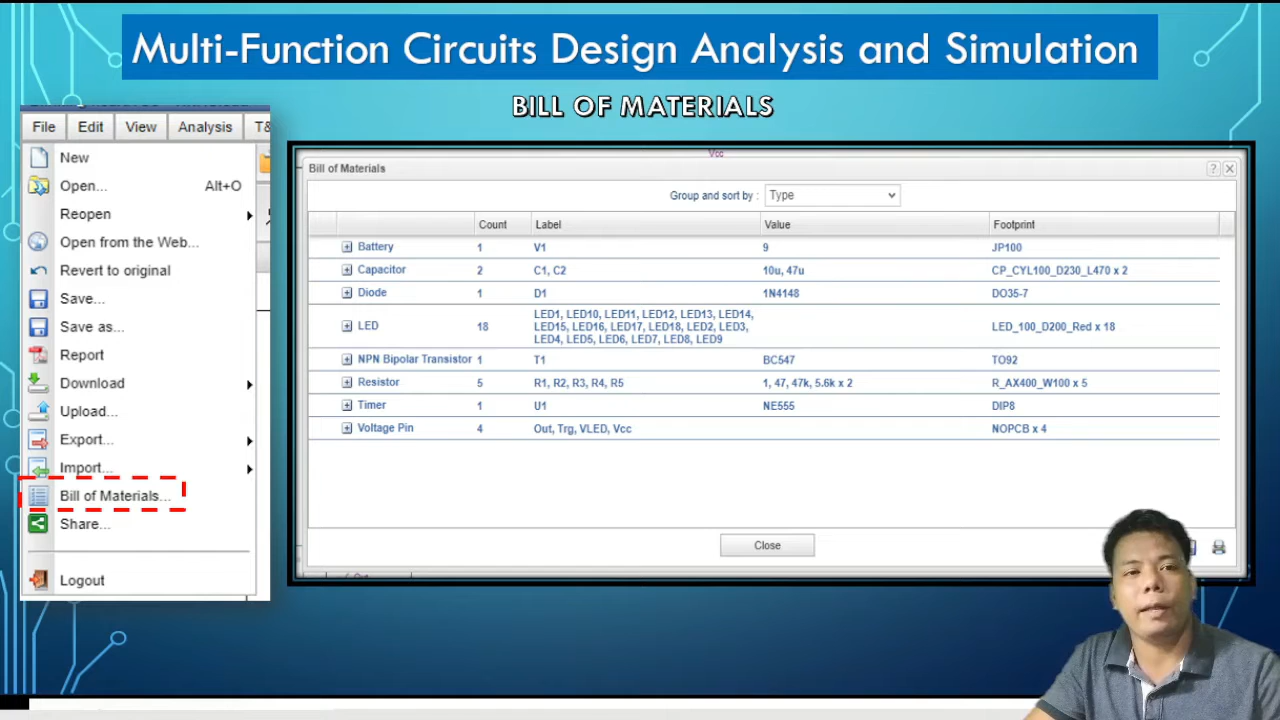 Multi-Function Circuits Design Analysis and Simulation
BILL OF MATERIALS
File Edit View Analysis
New
Open... Alt+O
Reopen
Open from the Web...
Revert to original
Save...
Save as...
Report
Download
Upload...
Export...
Import...
Bill of Materials...
Share...
Logout
Vcc
Bill of Materials ?
Group and sort by : Type
Count Label Value Footprint
Battery 1 V1 9 JP100
Capacitor 2 C1, C2 10u, 47u CP_CYL100_D230_L470 x 2
Diode 1 D1 1N4148 DO35-7
LED 18 LED1, LED10, LED11, LED12, LED13, LED14,
LED15, LED16, LED17, LED18, LED2, LED3,
LED4, LED5, LED6, LED7, LED8, LED9
LED_100_D200_Red x 18
NPN Bipolar Transistor 1 T1 BC547 TO92
Resistor 5 R1, R2, R3, R4, R5 1, 47, 47k, 5.6k x 2 R_AX400_W100 x 5
Timer 1 U1 NE555 DIP8
Voltage Pin 4 Out, Trg, VLED, Vcc NOPCB x 4
Close